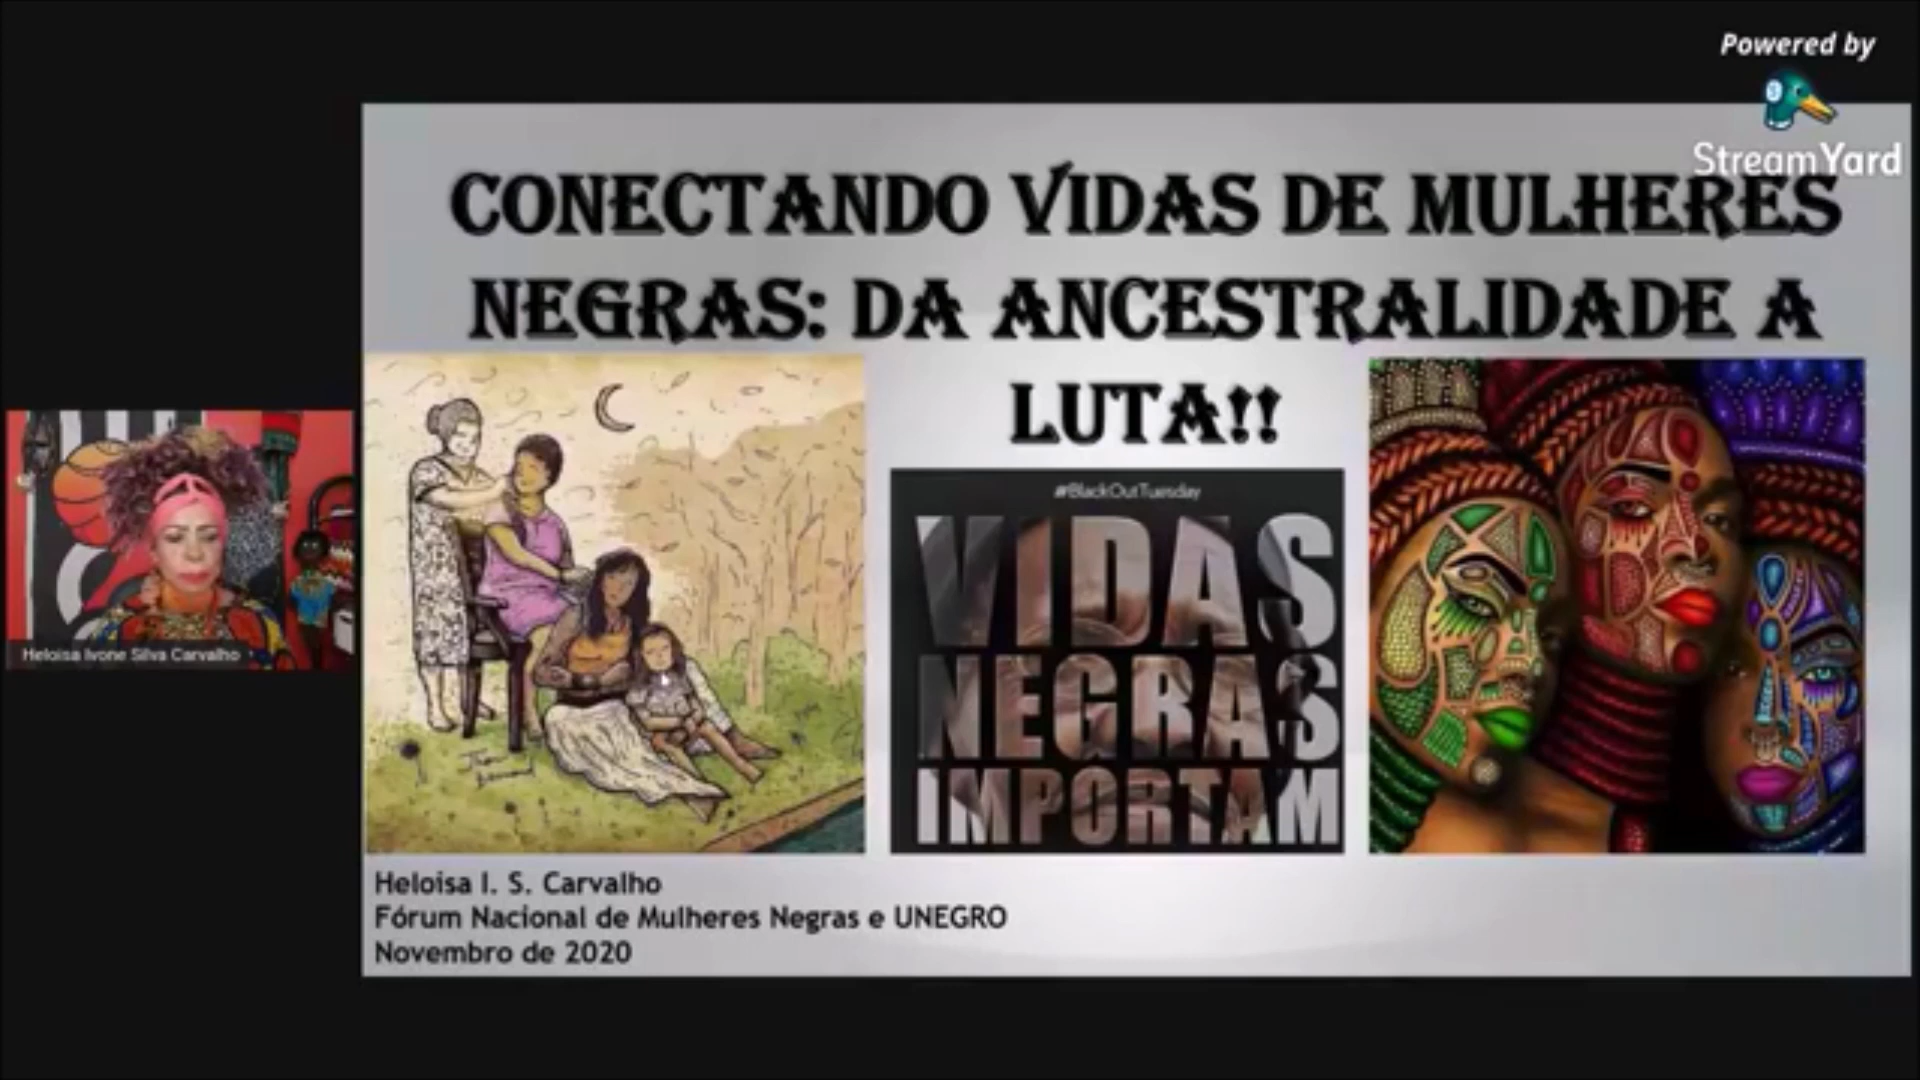 Powered by
StreamYard
CONECTANDO VIDAS DE MULHERES
NEGRAS: DA ANCESTRALIDADE A
LUTA!!
#BlackOutTuesday
VIDAS
NEGRAS
IMPORTAM
Heloisa Ivone Silva Carvalho
Heloisa I. S. Carvalho
Fórum Nacional de Mulheres Negras e UNEGRO
Novembro de 2020